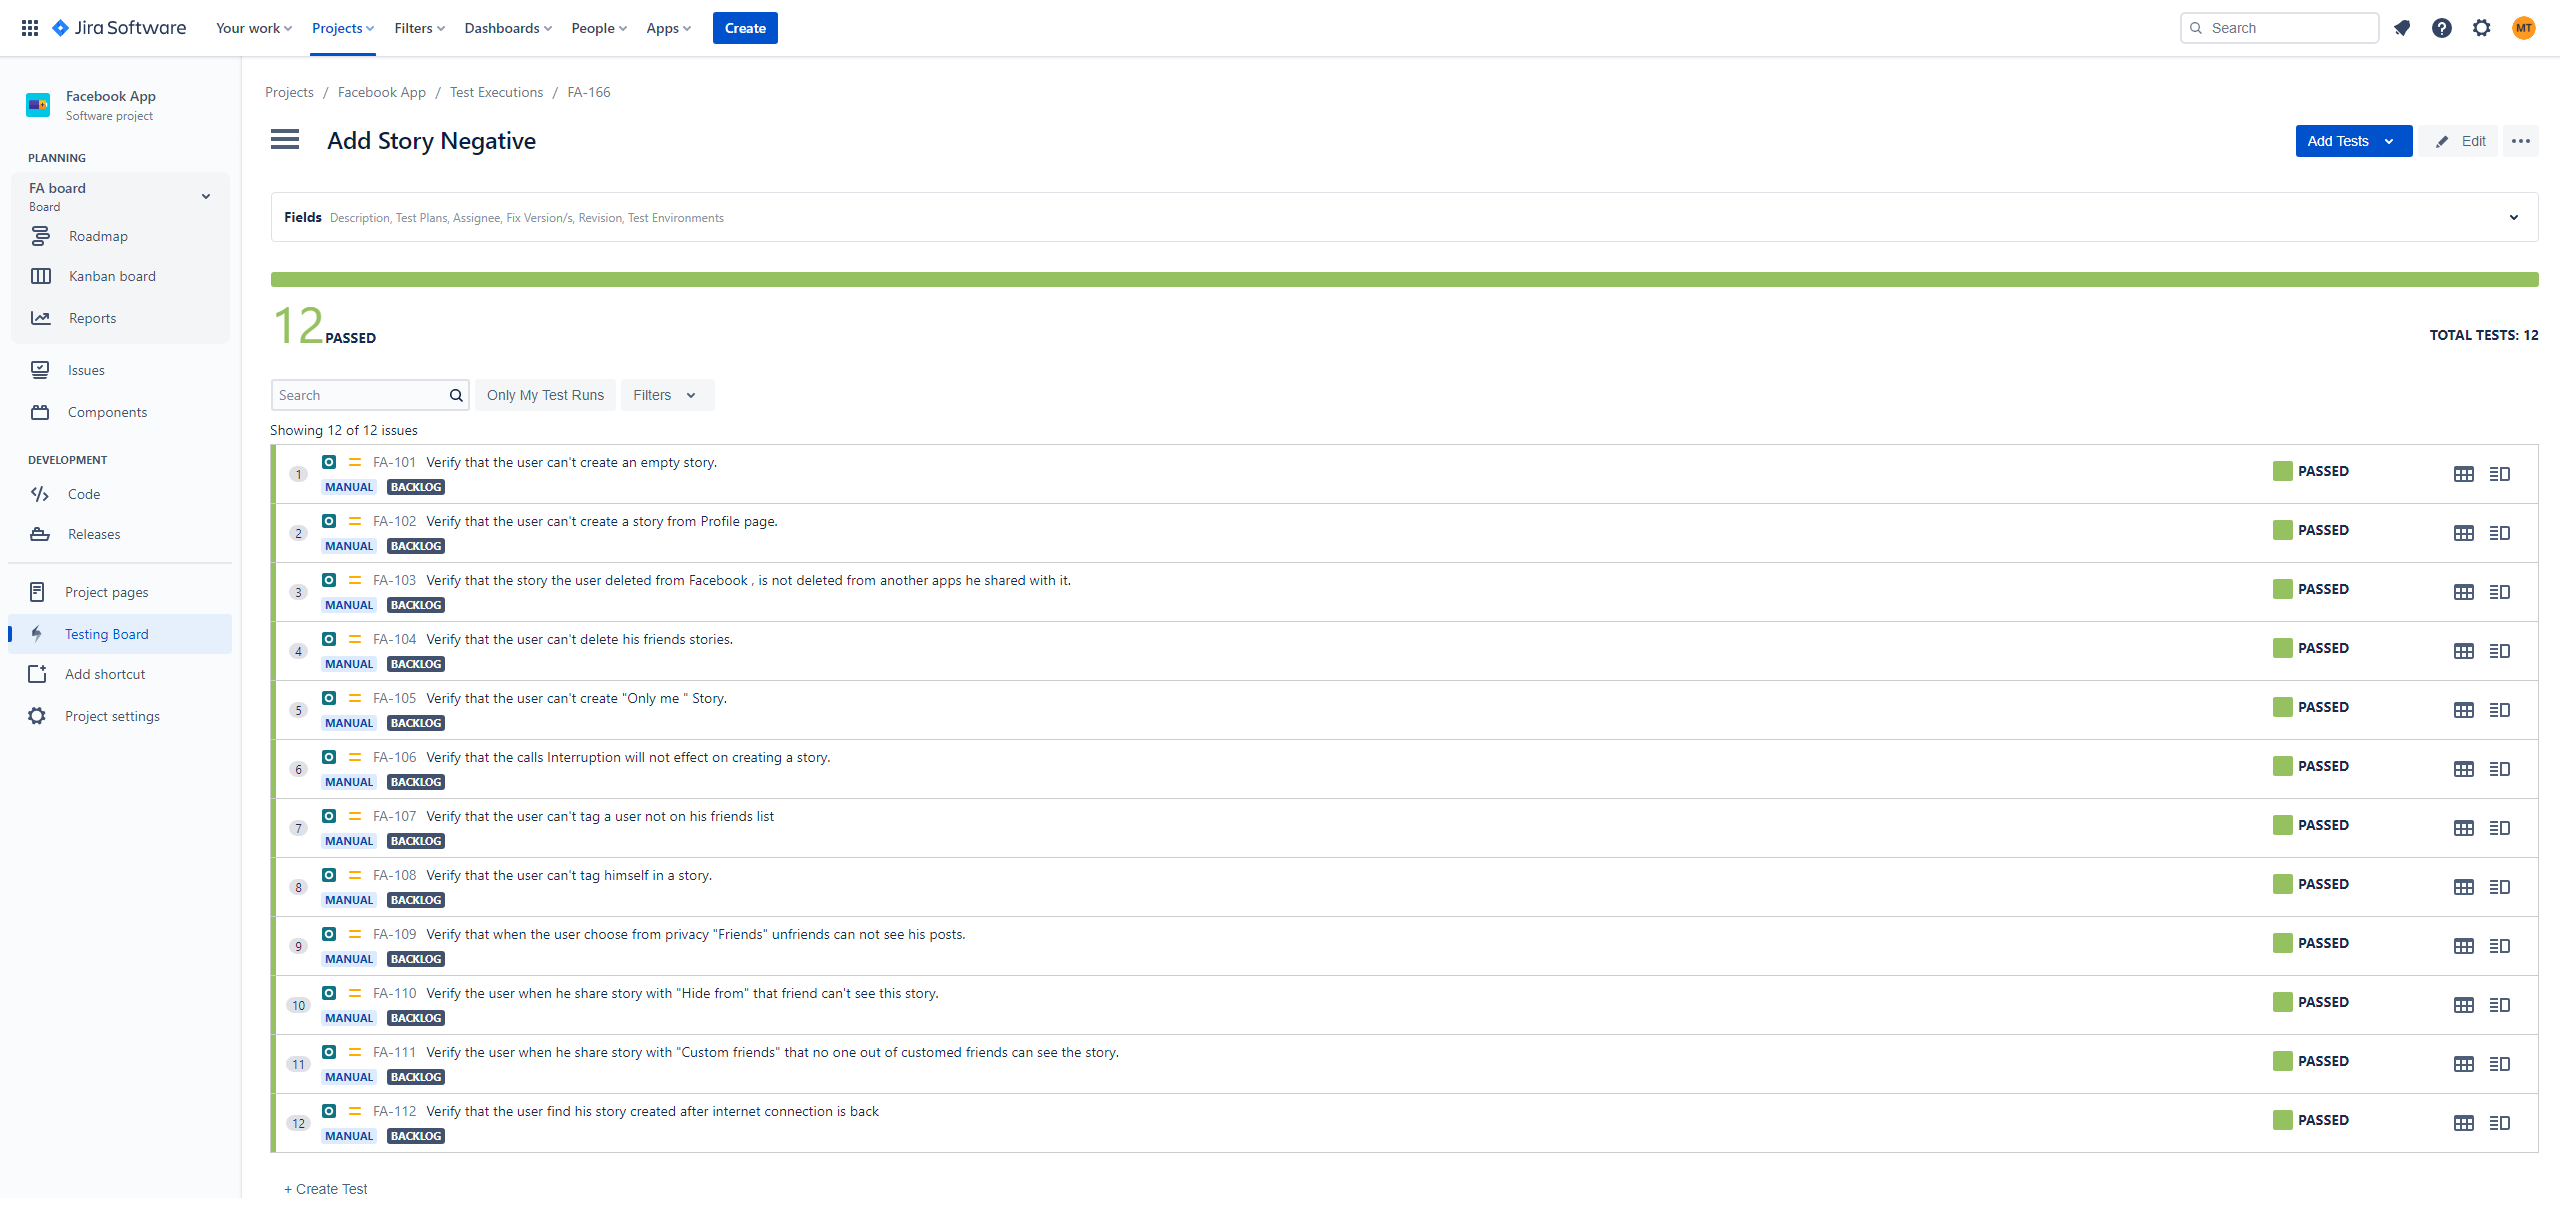 Jira Software Your work Projects Filters Dashboards People Apps Create Search MT
Facebook App
Software project
PLANNING
FA board
Board
Roadmap
Kanban board
Reports
Issues
Components
DEVELOPMENT
Code
Releases
Project pages
Testing Board
Add shortcut
Project settings
Projects / Facebook App / Test Executions / FA-166
Add Story Negative Add Tests Edit
Fields Description, Test Plans, Assignee, Fix Version/s, Revision, Test Environments
12 PASSED TOTAL TESTS: 12
Search Only My Test Runs Filters
Showing 12 of 12 issues
1 FA-101 Verify that the user can't create an empty story. PASSED
MANUAL BACKLOG
2 FA-102 Verify that the user can't create a story from Profile page. PASSED
MANUAL BACKLOG
3 FA-103 Verify that the story the user deleted from Facebook , is not deleted from another apps he shared with it. PASSED
MANUAL BACKLOG
4 FA-104 Verify that the user can't delete his friends stories. PASSED
MANUAL BACKLOG
5 FA-105 Verify that the user can't create "Only me " Story. PASSED
MANUAL BACKLOG
6 FA-106 Verify that the calls Interruption will not effect on creating a story. PASSED
MANUAL BACKLOG
7 FA-107 Verify that the user can't tag a user not on his friends list PASSED
MANUAL BACKLOG
8 FA-108 Verify that the user can't tag himself in a story. PASSED
MANUAL BACKLOG
9 FA-109 Verify that when the user choose from privacy "Friends" unfriends can not see his posts. PASSED
MANUAL BACKLOG
10 FA-110 Verify the user when he share story with "Hide from" that friend can't see this story. PASSED
MANUAL BACKLOG
11 FA-111 Verify the user when he share story with "Custom friends" that no one out of customed friends can see the story. PASSED
MANUAL BACKLOG
12 FA-112 Verify that the user find his story created after internet connection is back PASSED
MANUAL BACKLOG
+ Create Test